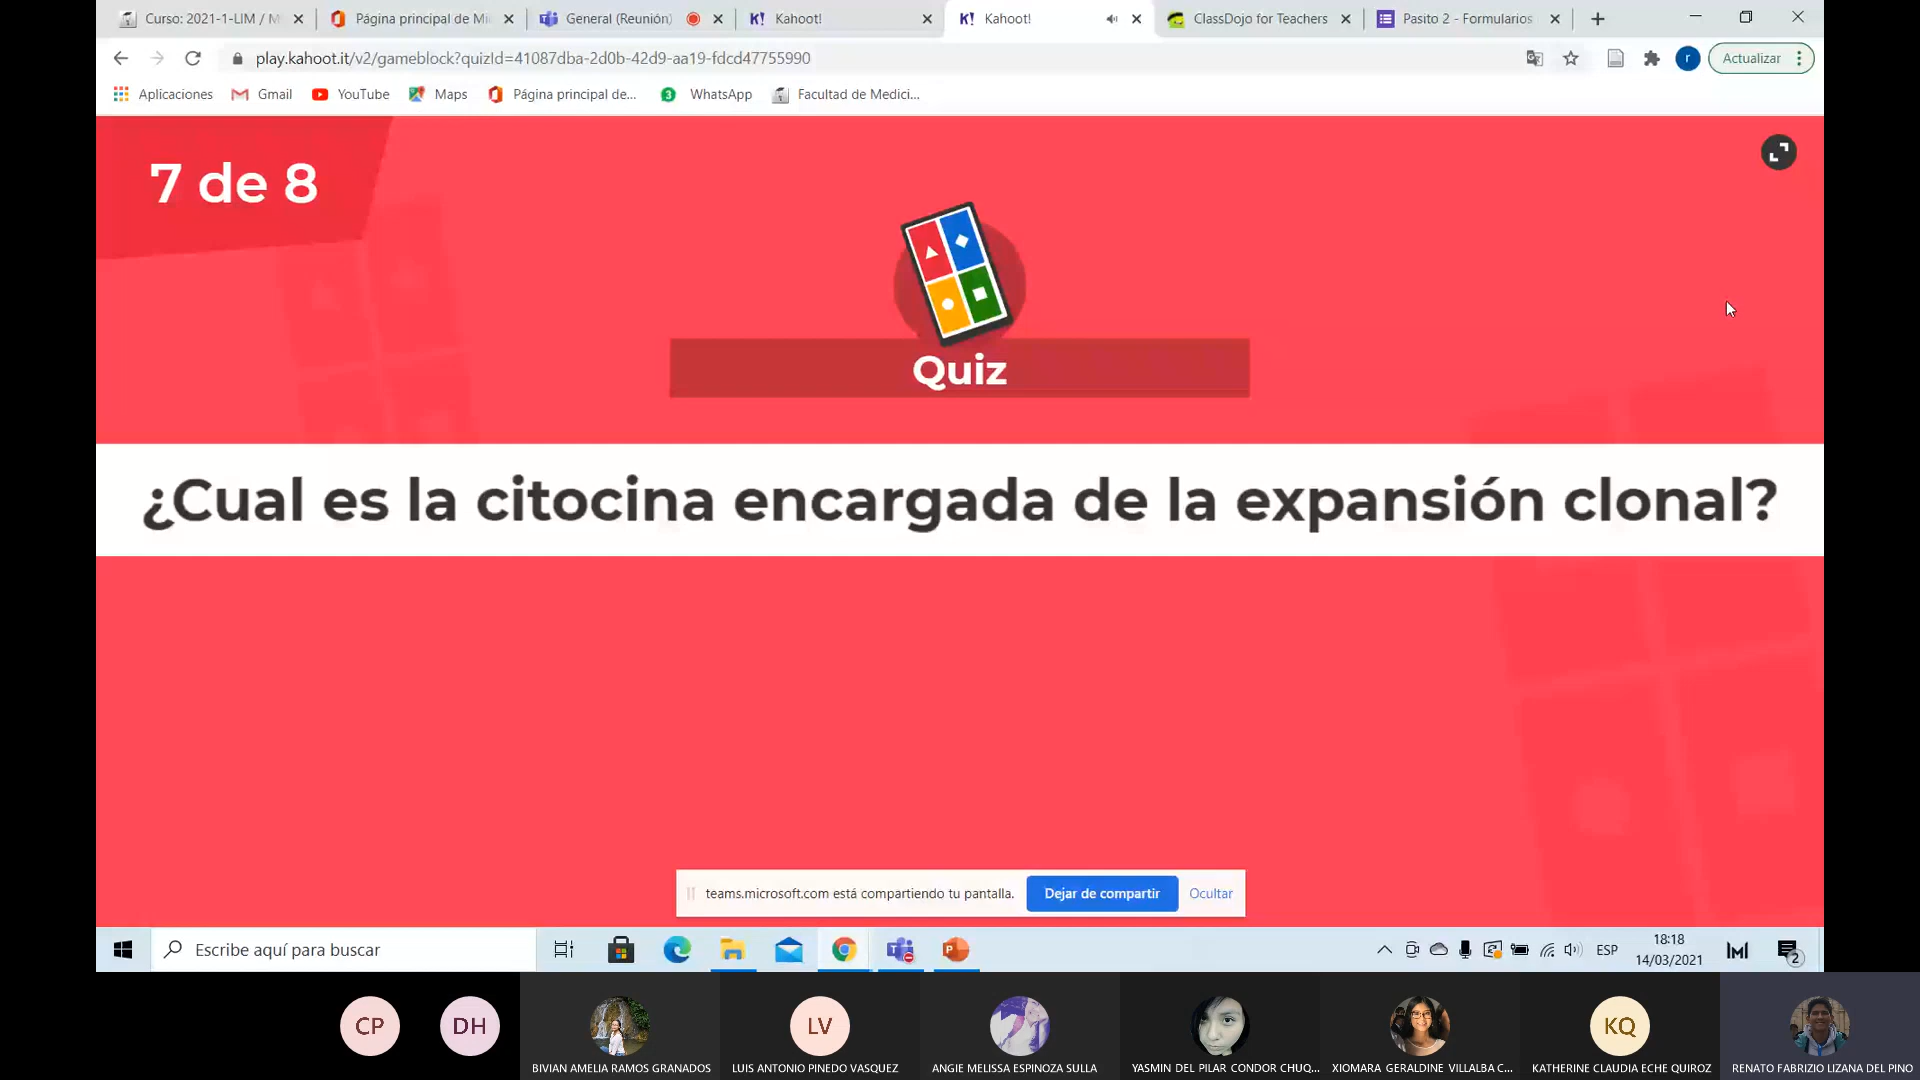 Curso: 2021-1-LIM / M
Página principal de Mi
General (Reunión)
K! Kahoot!
K! Kahoot!
ClassDojo for Teachers
Pasito 2 - Formularios
play.kahoot.it/v2/gameblock?quizId=41087dba-2d0b-42d9-aa19-fdcd47755990
r
Actualizar
Aplicaciones
Gmail
YouTube
Maps
Página principal de...
3 WhatsApp
Facultad de Medici...
7 de 8
Quiz
¿Cual es la citocina encargada de la expansión clonal?
teams.microsoft.com está compartiendo tu pantalla.
Dejar de compartir
Ocultar
Escribe aquí para buscar
ESP
18:18
14/03/2021
2
CP
DH
LV
KQ
BIVIAN AMELIA RAMOS GRANADOS
LUIS ANTONIO PINEDO VASQUEZ
ANGIE MELISSA ESPINOZA SULLA
YASMIN DEL PILAR CONDOR CHUQ...
XIOMARA GERALDINE VILLALBA C...
KATHERINE CLAUDIA ECHE QUIROZ
RENATO FABRIZIO LIZANA DEL PINO